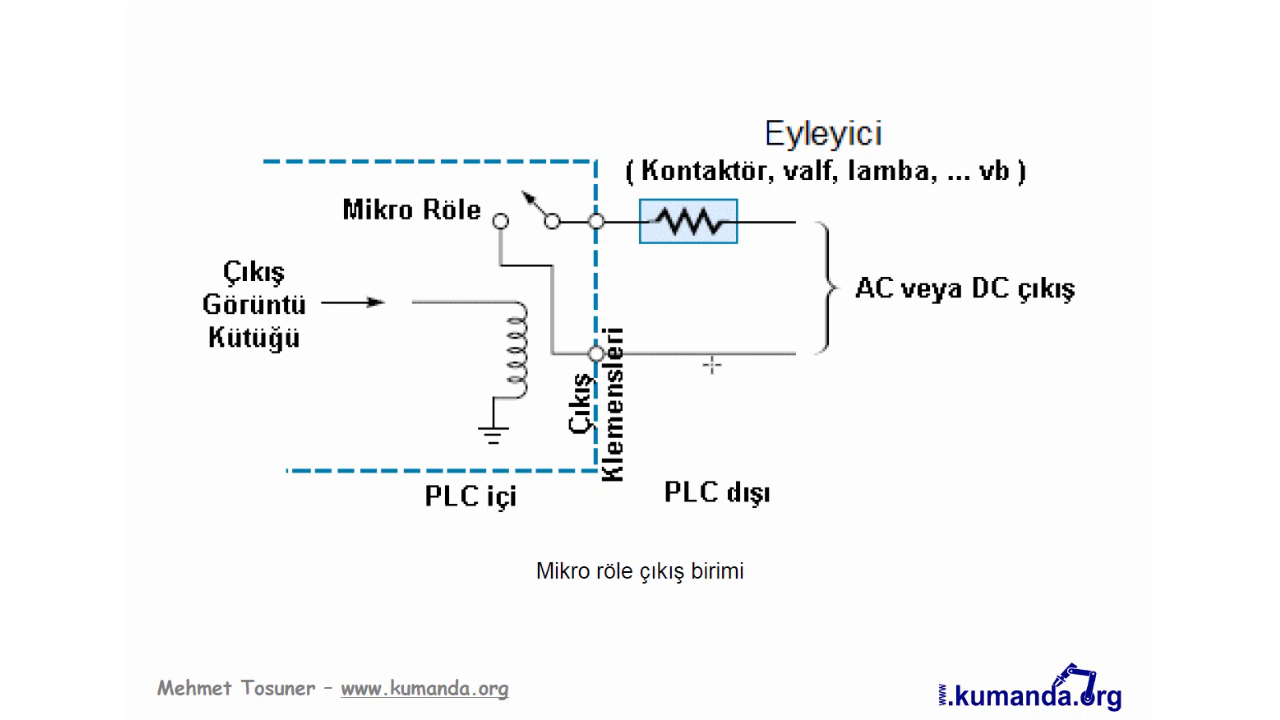 Eyleyici
( Kontaktör, valf, lamba, ... vb )
Mikro Röle
Çıkış
Görüntü
Kütüğü
AC veya DC çıkış
Çıkış
Klemensleri
PLC içi
PLC dışı
Mikro röle çıkış birimi
Mehmet Tosuner – www.kumanda.org
www.kumanda.org